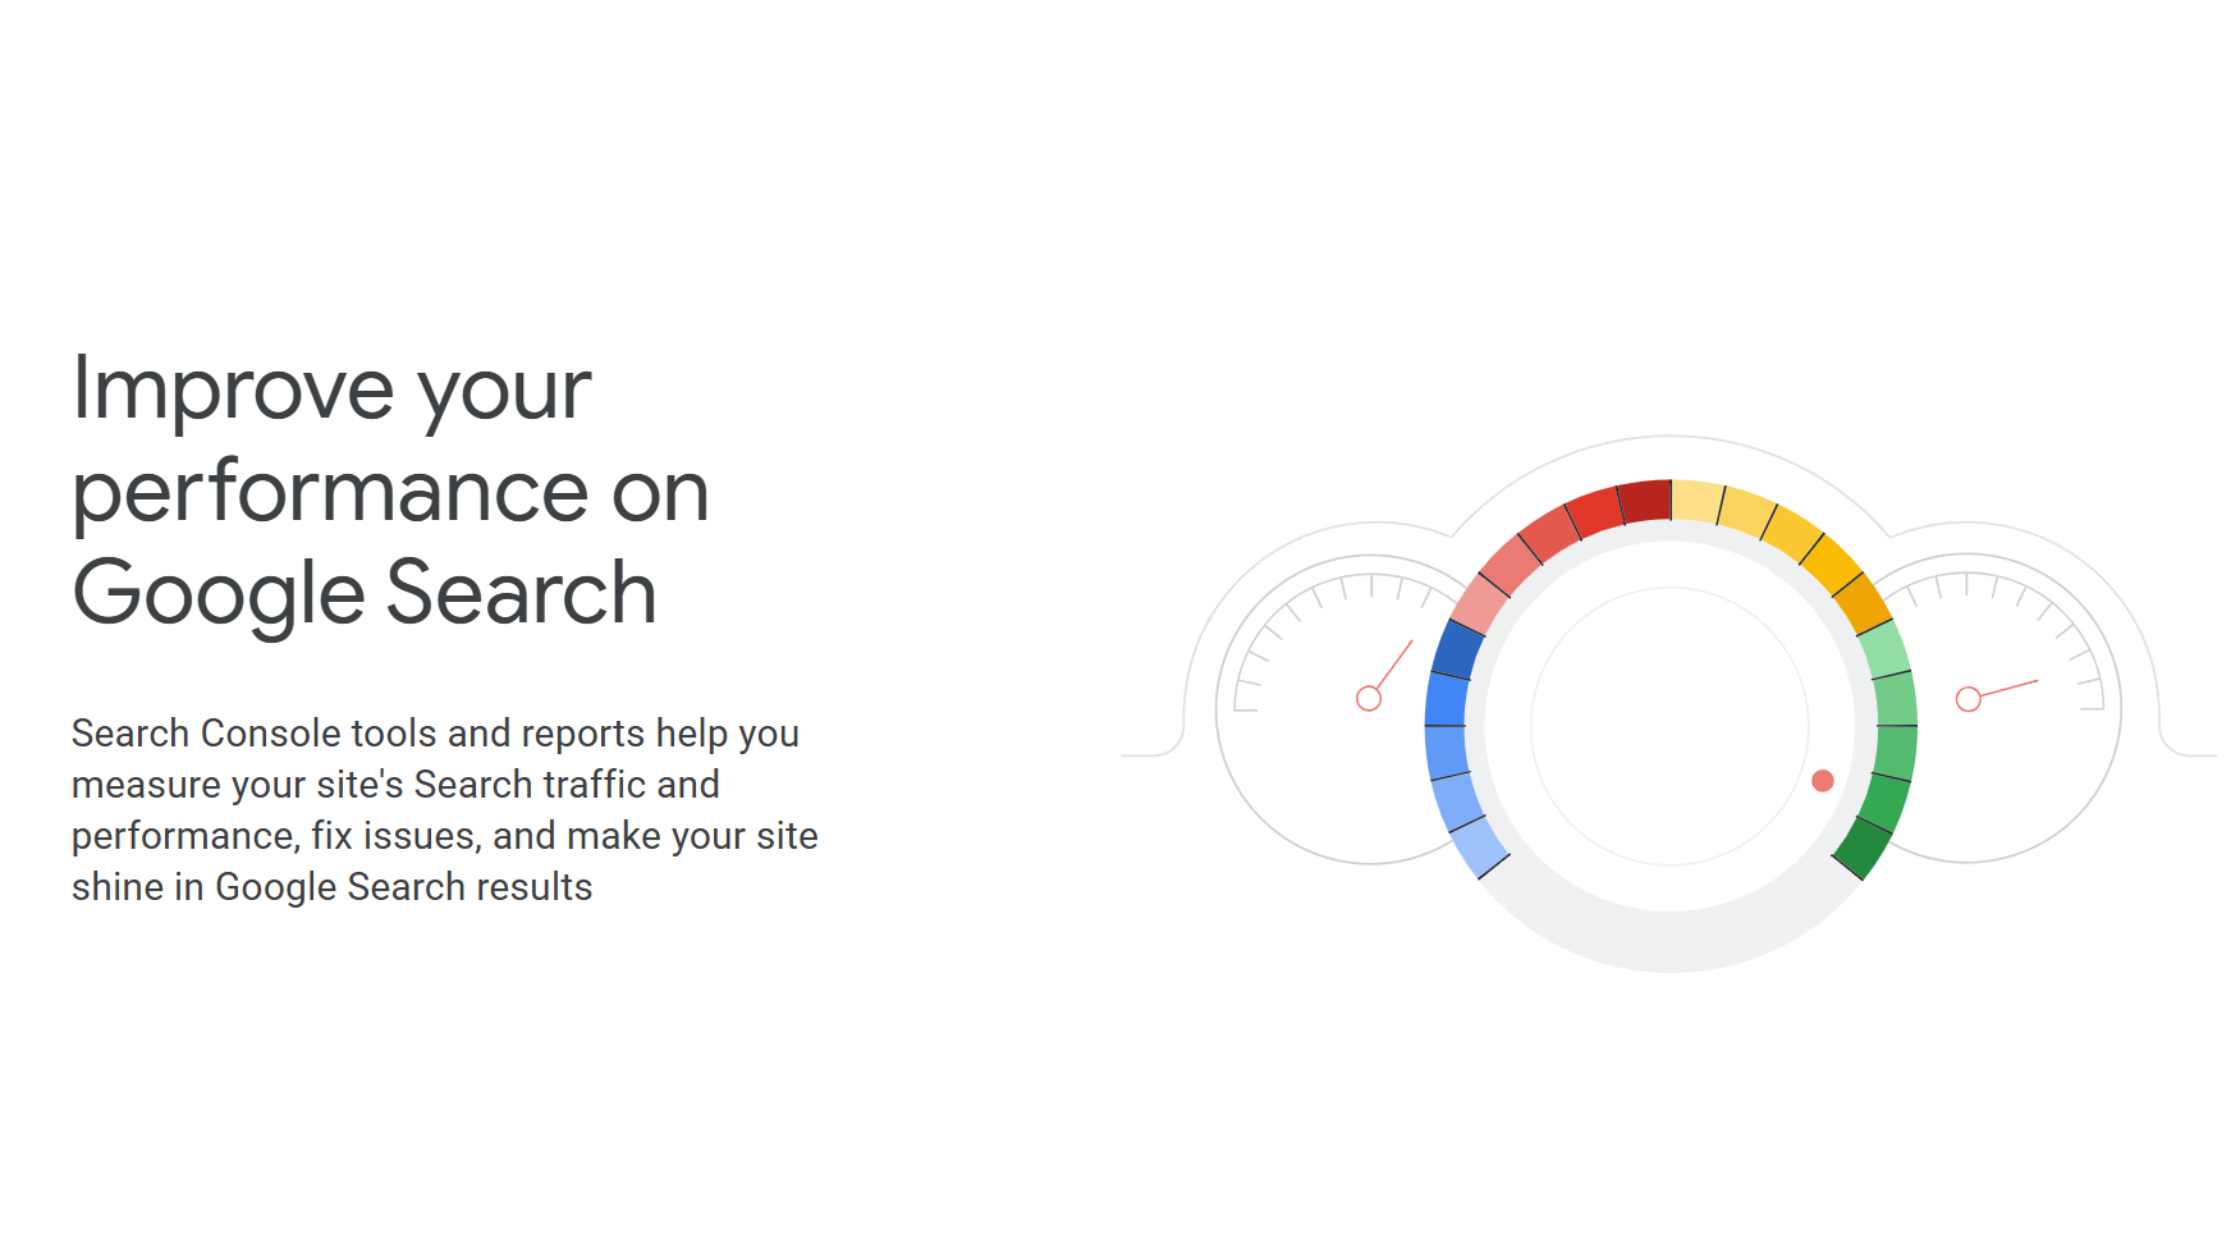 Improve your
performance on
Google Search
Search Console tools and reports help you
measure your site's Search traffic and
performance, fix issues, and make your site
shine in Google Search results